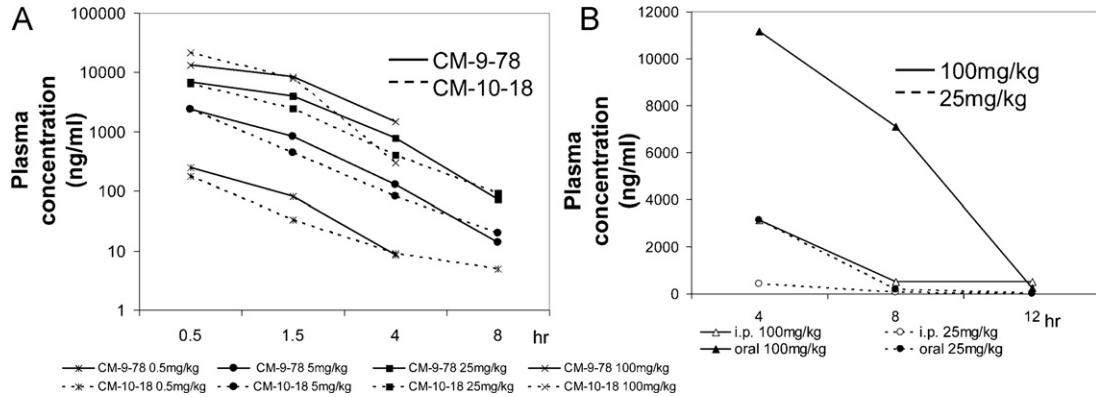 A
Plasma
concentration
(ng/ml)
100000
10000
1000
100
10
1
0.5 1.5 4 8 hr
CM-9-78
CM-10-18
CM-9-78 0.5mg/kg CM-9-78 5mg/kg CM-9-78 25mg/kg CM-9-78 100mg/kg
CM-10-18 0.5mg/kg CM-10-18 5mg/kg CM-10-18 25mg/kg CM-10-18 100mg/kg
B
Plasma
concentration
(ng/ml)
12000
10000
8000
6000
4000
2000
0
4 8 12 hr
100mg/kg
25mg/kg
i.p. 100mg/kg i.p. 25mg/kg
oral 100mg/kg oral 25mg/kg